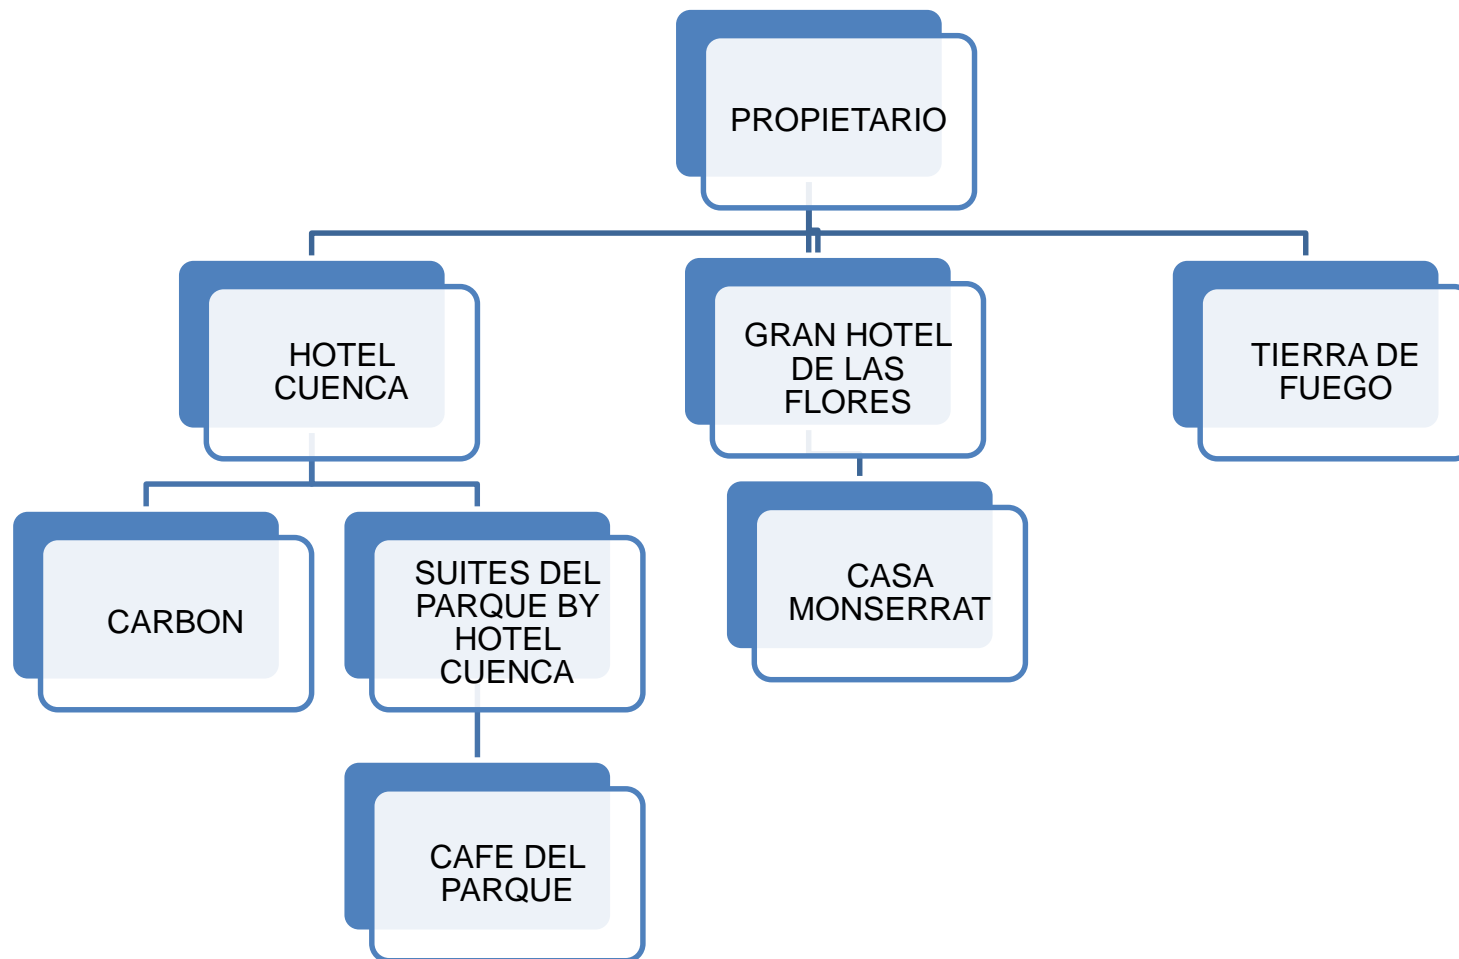 PROPIETARIO
HOTEL
CUENCA
GRAN HOTEL
DE LAS
FLORES
TIERRA DE
FUEGO
CARBON
SUITES DEL
PARQUE BY
HOTEL
CUENCA
CASA
MONSERRAT
CAFE DEL
PARQUE